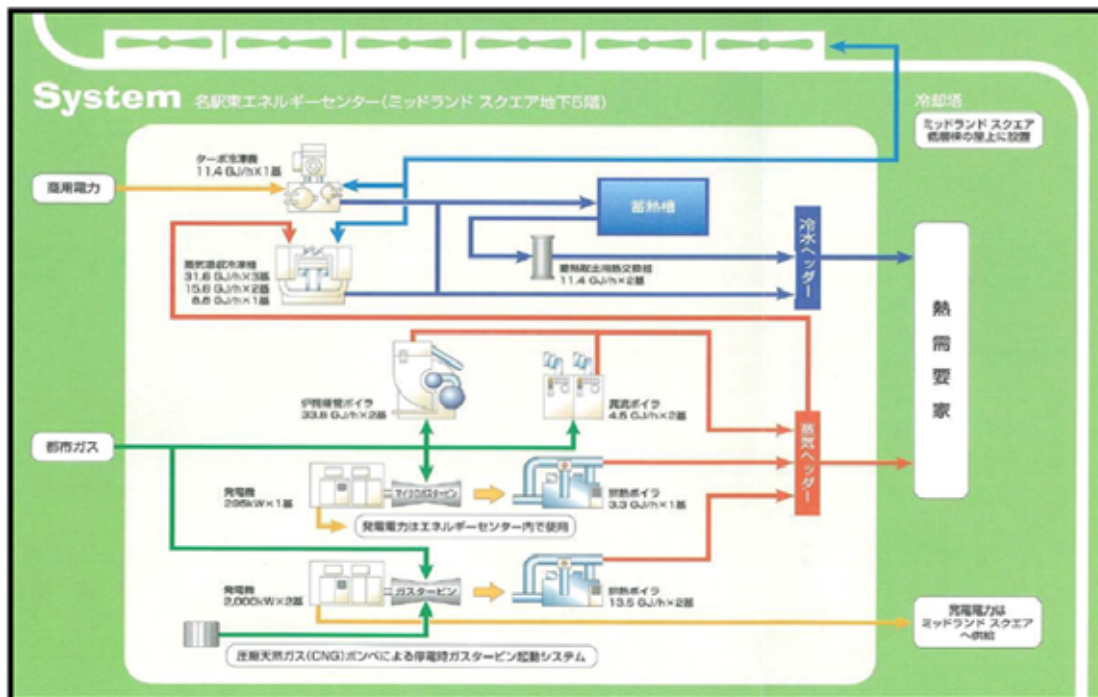 System 名駅東エネルギーセンター(ミッドランド スクエア地下5階)
冷却塔
ミッドランド スクエア
低層棟の屋上に設置
ターボ冷凍機
11.4 GJ/h×1基
商用電力
蓄熱槽
蒸気吸収冷凍機
31.6 GJ/h×3基
15.8 GJ/h×2基
8.8 GJ/h×1基
蓄熱取出用熱交換器
11.4 GJ/h×2基
冷水ヘッダー
熱需要家
炉筒煙管ボイラ
33.8 GJ/h×2基
貫流ボイラ
4.5 GJ/h×2基
蒸気ヘッダー
都市ガス
発電機
295kW×1基
マイクロガスタービン
排熱ボイラ
3.3 GJ/h×1基
発電電力はエネルギーセンター内で使用
発電機
2,000kW×2基
ガスタービン
排熱ボイラ
13.5 GJ/h×2基
発電電力は
ミッドランド スクエア
へ供給
圧縮天然ガス(CNG)ボンベによる停電時ガスタービン起動システム